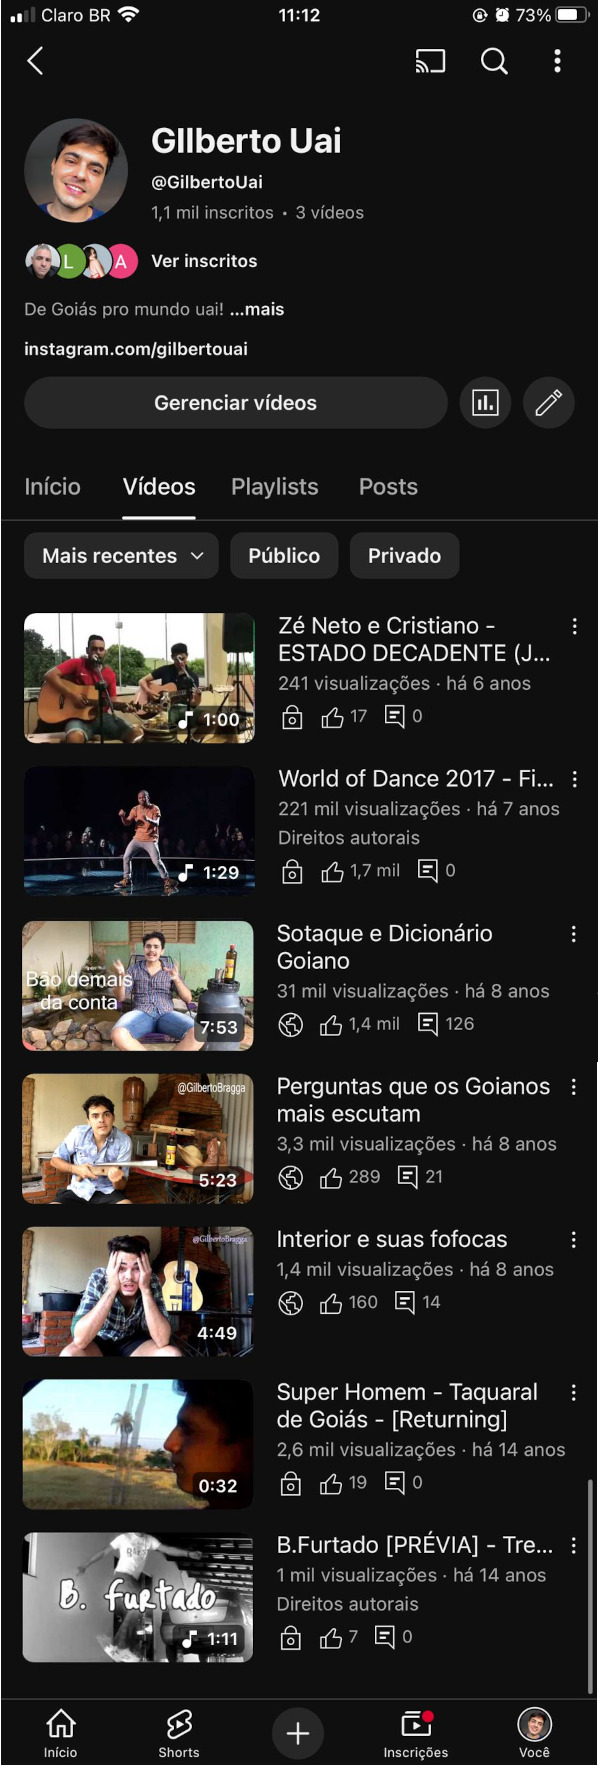 Claro BR
11:12
73%
GIlberto Uai
@GilbertoUai
1,1 mil inscritos • 3 vídeos
L
A
Ver inscritos
De Goiás pro mundo uai! ...mais
instagram.com/gilbertouai
Gerenciar vídeos
Início
Vídeos
Playlists
Posts
Mais recentes
Público
Privado
1:00
Zé Neto e Cristiano -
ESTADO DECADENTE (J...
241 visualizações · há 6 anos
17
0
1:29
World of Dance 2017 - Fi...
221 mil visualizações · há 7 anos
Direitos autorais
1,7 mil
0
Bão demais
da conta
7:53
Sotaque e Dicionário
Goiano
31 mil visualizações · há 8 anos
1,4 mil
126
@GilbertoBragga
5:23
Perguntas que os Goianos
mais escutam
3,3 mil visualizações · há 8 anos
289
21
@GilbertoBragga
4:49
Interior e suas fofocas
1,4 mil visualizações · há 8 anos
160
14
0:32
Super Homem - Taquaral
de Goiás - [Returning]
2,6 mil visualizações · há 14 anos
19
0
B. furtado
1:11
B.Furtado [PRÉVIA] - Tre...
1 mil visualizações · há 14 anos
Direitos autorais
7
0
Início
Shorts
Inscrições
Você